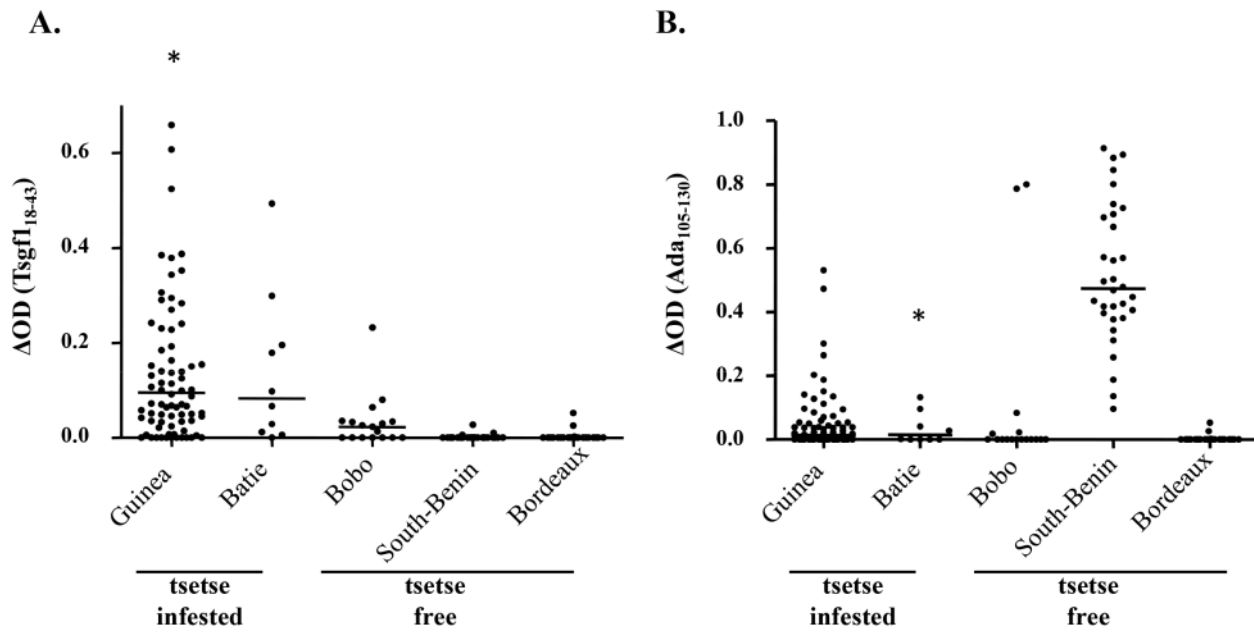 A.
*
ΔOD (Tsgf1₁₈₋₄₃)
0.6
0.4
0.2
0.0
Guinea
Batie
Bobo
South-Benin
Bordeaux
tsetse
infested
tsetse
free
B.
*
ΔOD (Ada₁₀₅₋₁₃₀)
1.0
0.8
0.6
0.4
0.2
0.0
Guinea
Batie
Bobo
South-Benin
Bordeaux
tsetse
infested
tsetse
free